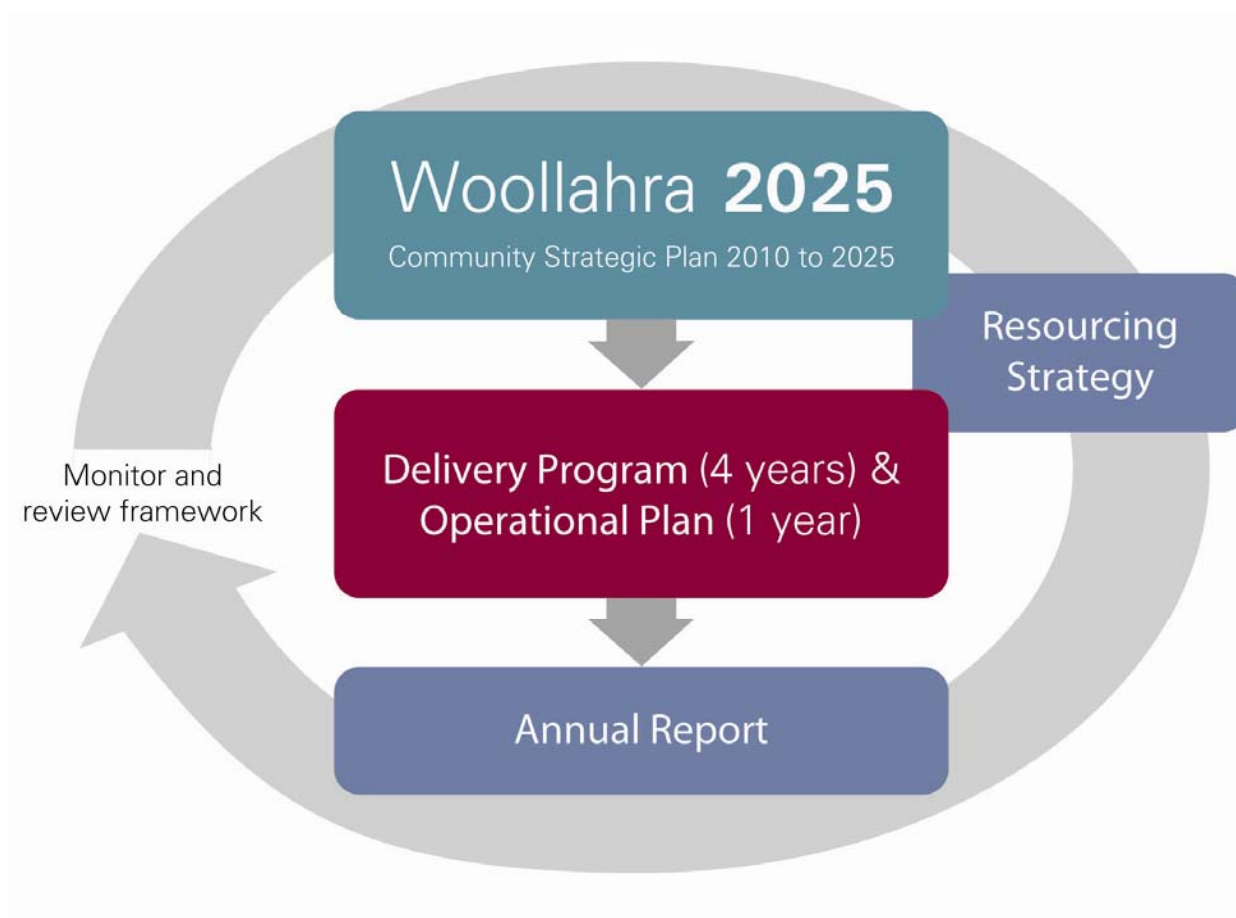 Woollahra 2025
Community Strategic Plan 2010 to 2025
Resourcing
Strategy
Delivery Program (4 years) &
Operational Plan (1 year)
Monitor and
review framework
Annual Report